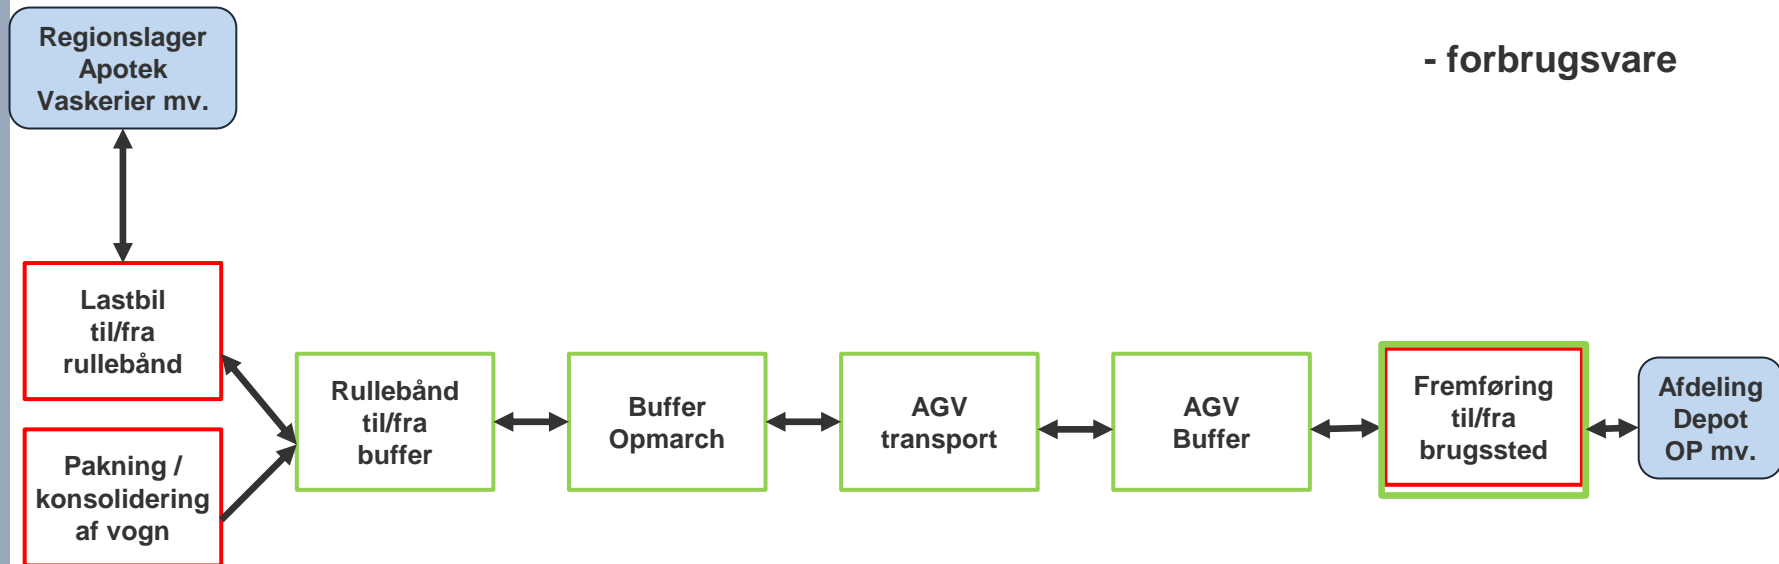 Regionslager
Apotek
Vaskerier mv.
- forbrugsvare
Lastbil
til/fra
rullebånd
Pakning /
konsolidering
af vogn
Rullebånd
til/fra
buffer
Buffer
Opmarch
AGV
transport
AGV
Buffer
Fremføring
til/fra
brugssted
Afdeling
Depot
OP mv.